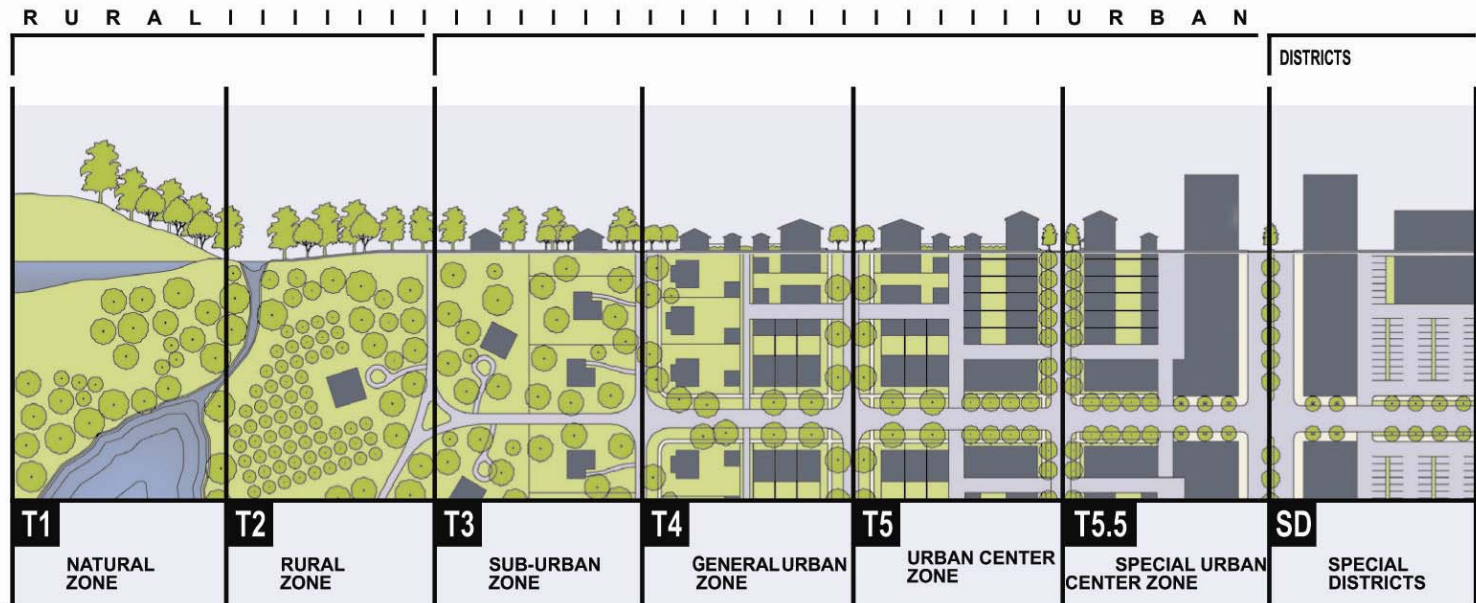 R U R A L I I I I I I I I I I I I I I I I I I I I I I I I I I I I U R B A N
DISTRICTS
T1
NATURAL
ZONE
T2
RURAL
ZONE
T3
SUB-URBAN
ZONE
T4
GENERAL URBAN
ZONE
T5
URBAN CENTER
ZONE
T5.5
SPECIAL URBAN
CENTER ZONE
SD
SPECIAL
DISTRICTS